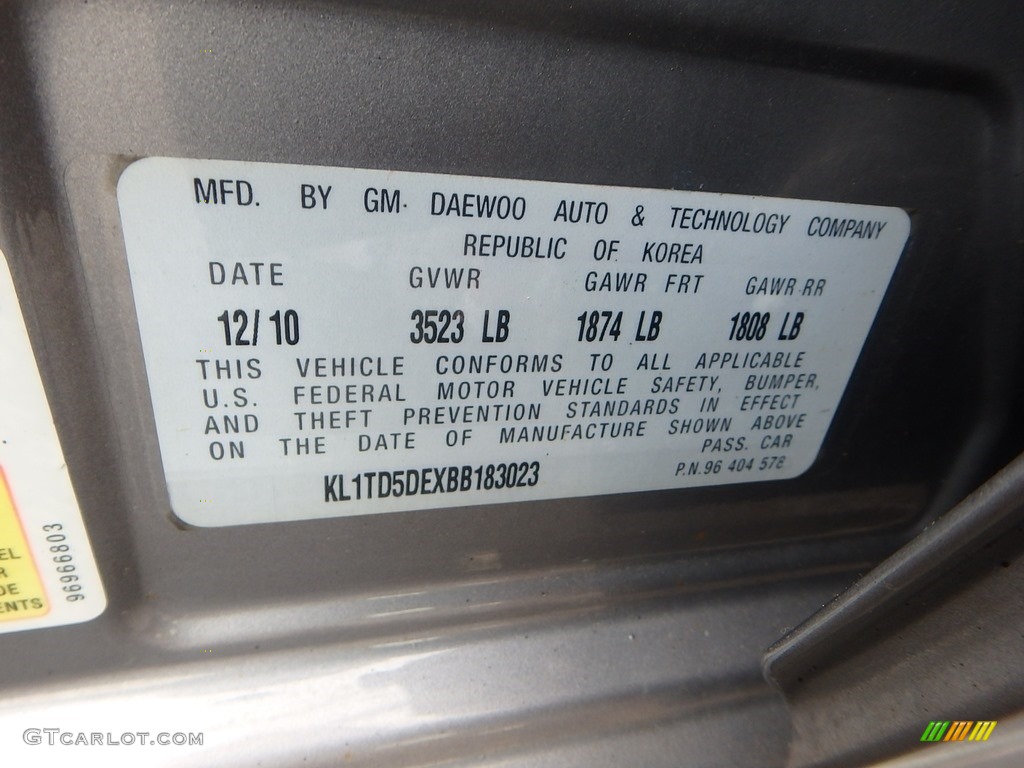 MFD. BY GM DAEWOO AUTO & TECHNOLOGY COMPANY
REPUBLIC OF KOREA
DATE GVWR GAWR FRT GAWR RR
12/10 3523 LB 1874 LB 1808 LB
THIS VEHICLE CONFORMS TO ALL APPLICABLE
U.S. FEDERAL MOTOR VEHICLE SAFETY, BUMPER,
AND THEFT PREVENTION STANDARDS IN EFFECT
ON THE DATE OF MANUFACTURE SHOWN ABOVE
PASS. CAR
KL1TD5DEXBB183023
P.N.96 404 578
96966803
EL
R
DE
ENTS
GTCarlot.com